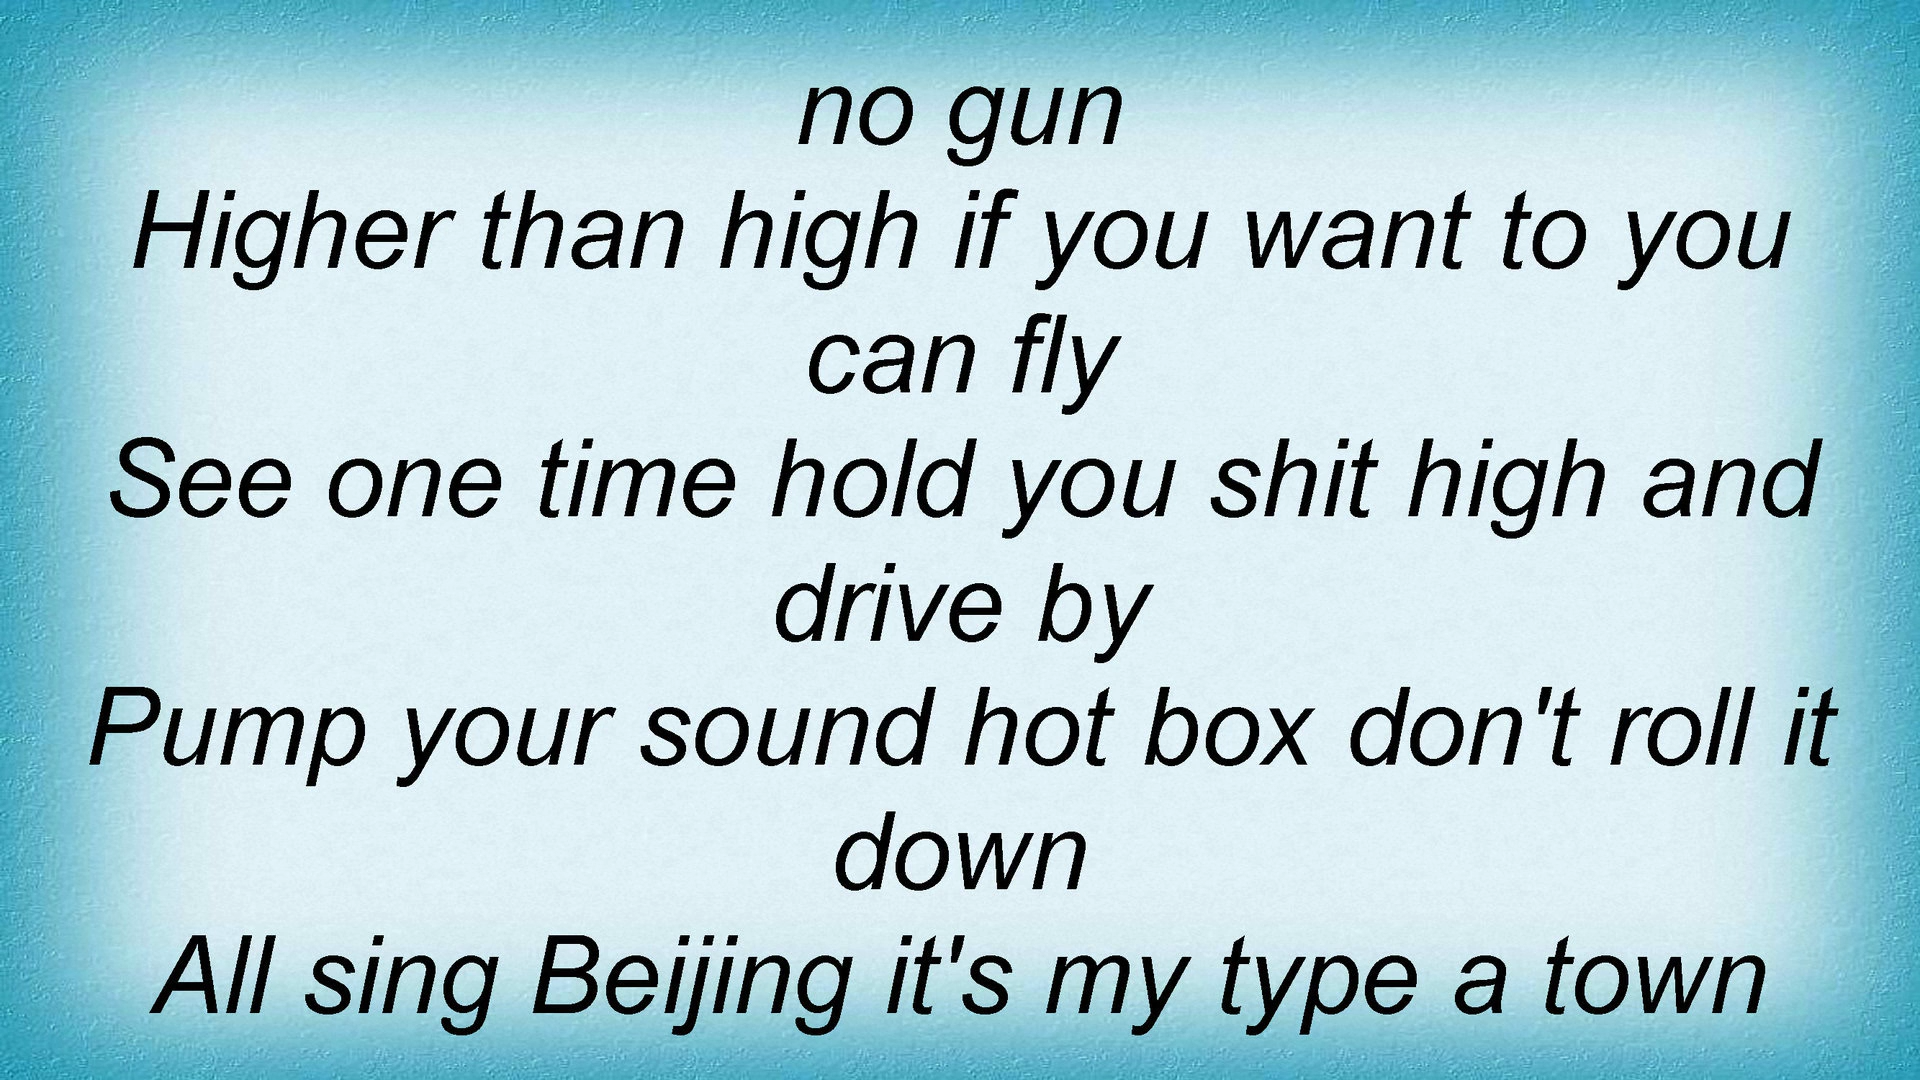 no gun
Higher than high if you want to you
can fly
See one time hold you shit high and
drive by
Pump your sound hot box don't roll it
down
All sing Beijing it's my type a town